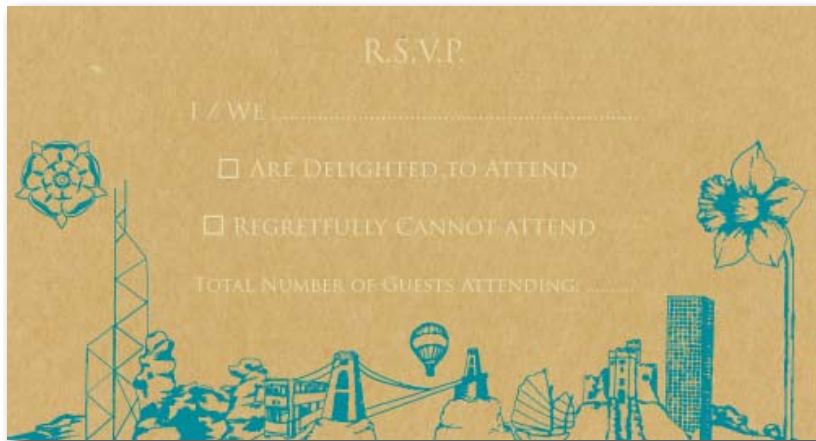 R.S.V.P.
I / We ........................................................
Are Delighted to Attend
Regretfully Cannot attend
Total Number of Guests Attending: ........